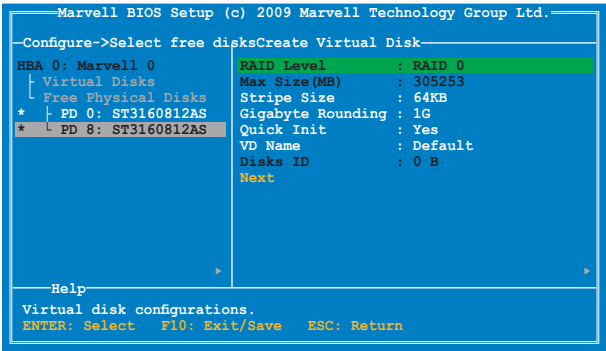 Marvell BIOS Setup (c) 2009 Marvell Technology Group Ltd.
Configure->Select free disksCreate Virtual Disk
HBA 0: Marvell 0
Virtual Disks
Free Physical Disks
* PD 0: ST3160812AS
* PD 8: ST3160812AS
RAID Level : RAID 0
Max Size(MB) : 305253
Stripe Size : 64KB
Gigabyte Rounding : 1G
Quick Init : Yes
VD Name : Default
Disks ID : 0 8
Next
Help
Virtual disk configurations.
ENTER: Select F10: Exit/Save ESC: Return